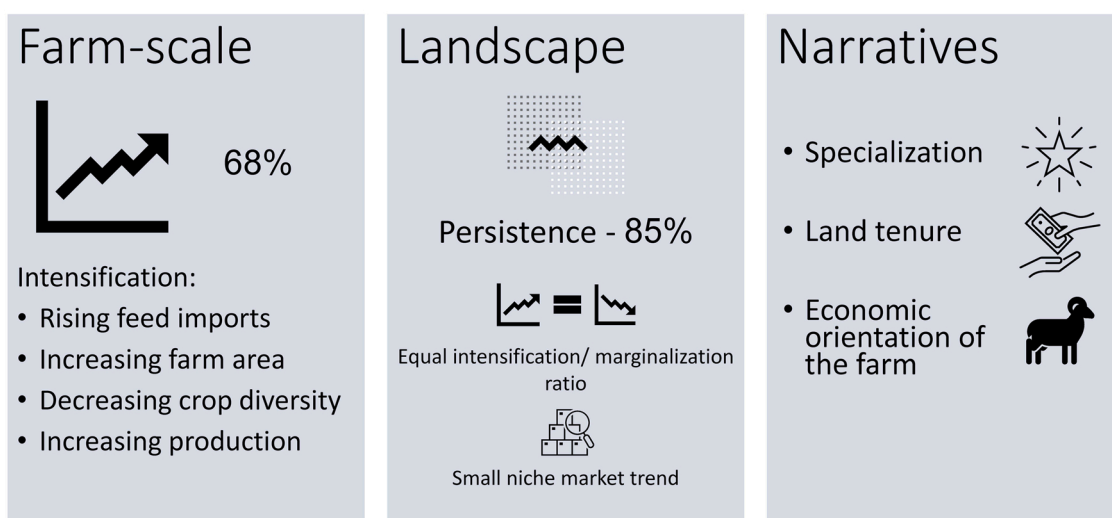 Farm-scale
68%
Intensification:
• Rising feed imports
• Increasing farm area
• Decreasing crop diversity
• Increasing production
Landscape
Persistence - 85%
Equal intensification/ marginalization
ratio
Small niche market trend
Narratives
• Specialization
• Land tenure
• Economic
orientation of
the farm